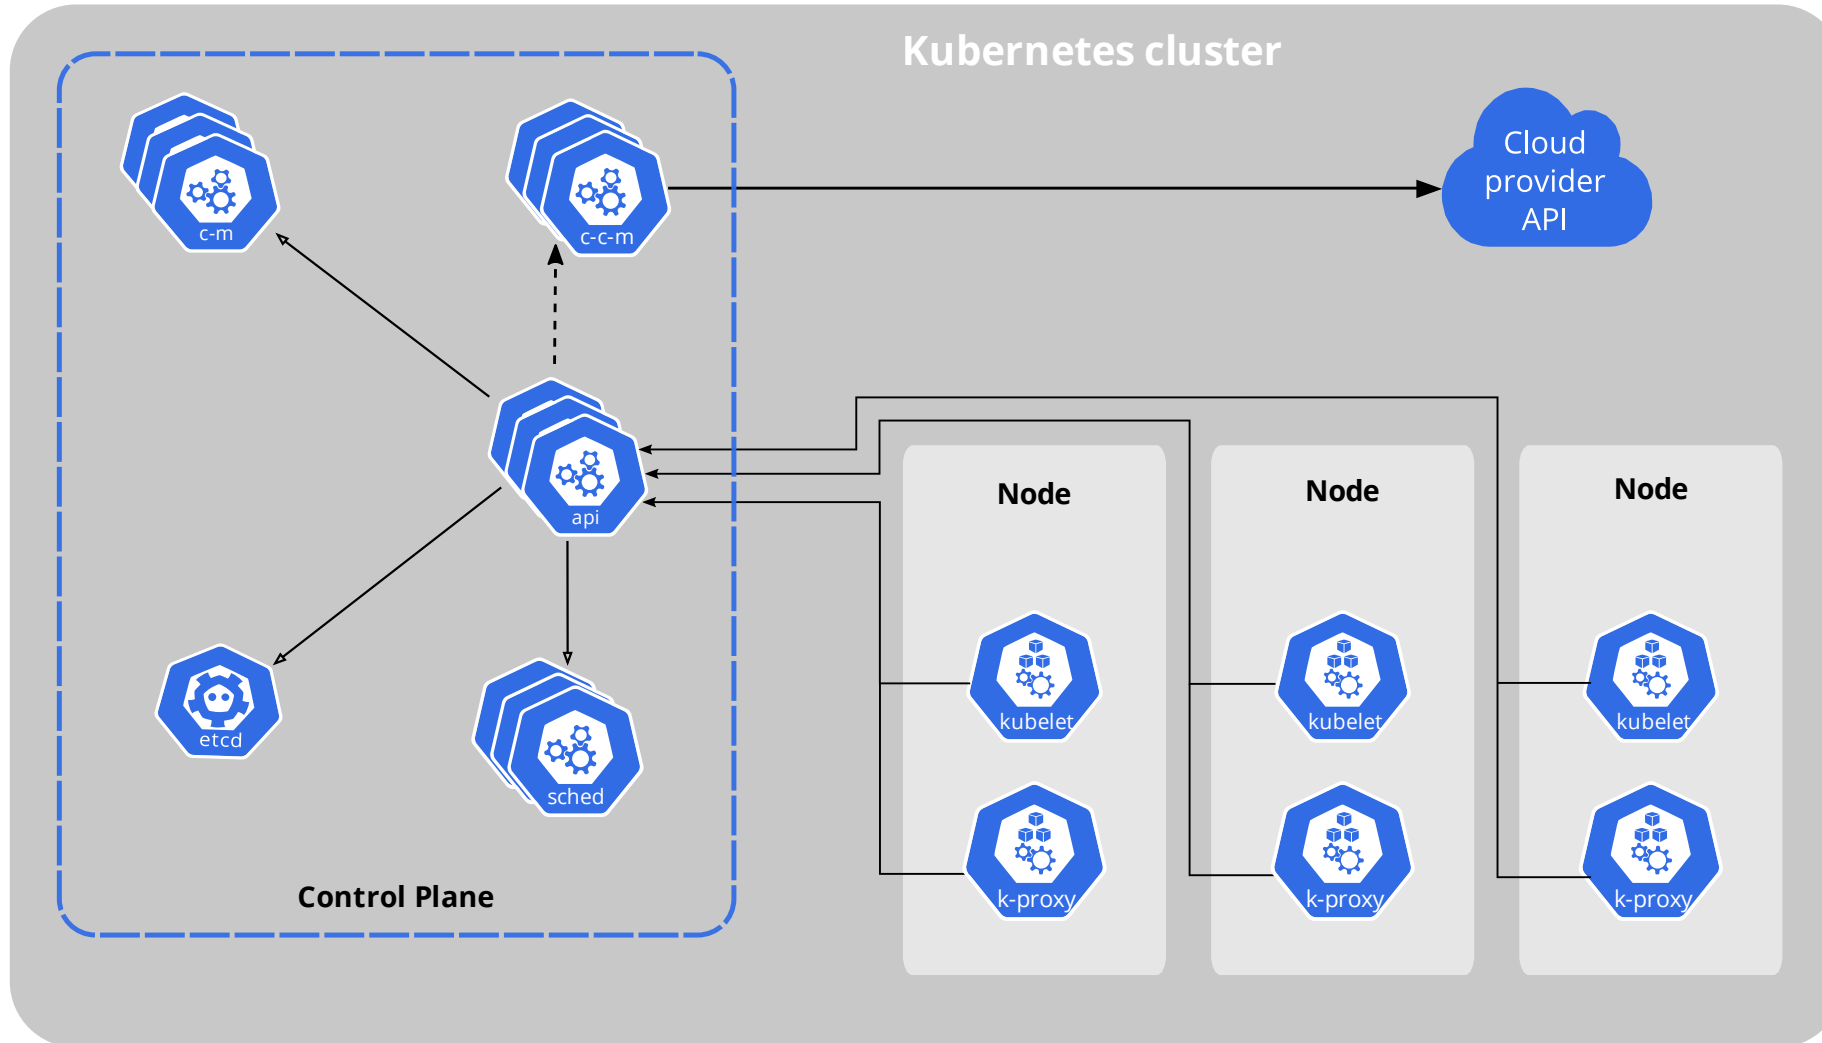 Kubernetes cluster
c-m
c-c-m
Cloud
provider
API
api
Node
Node
Node
etcd
sched
kubelet
kubelet
kubelet
k-proxy
k-proxy
k-proxy
Control Plane